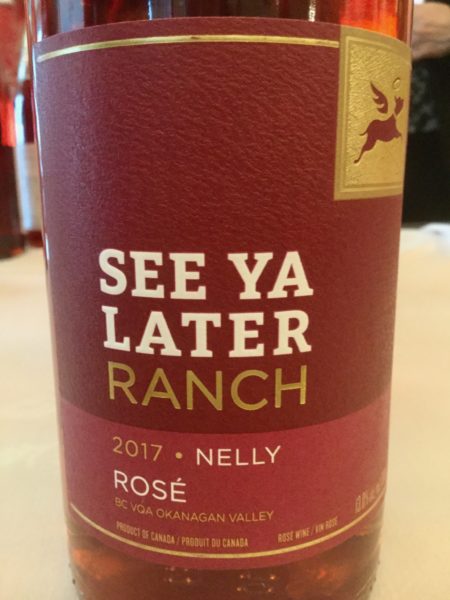 SEE YA
LATER
RANCH
2017 • NELLY
ROSÉ
BC VQA OKANAGAN VALLEY
PRODUCT OF CANADA / PRODUIT DU CANADA
ROSÉ WINE / VIN ROSÉ